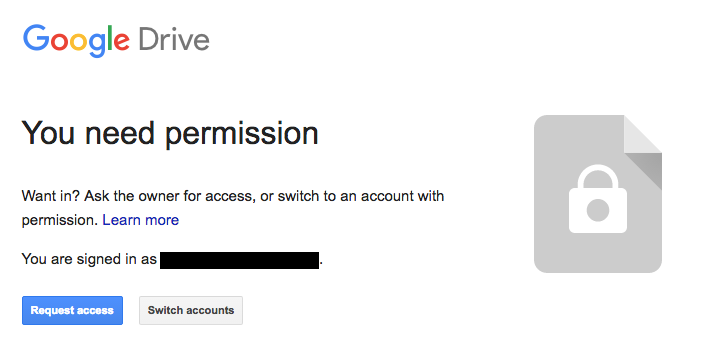 Google Drive
You need permission
Want in? Ask the owner for access, or switch to an account with
permission. Learn more
You are signed in as .
Request access Switch accounts